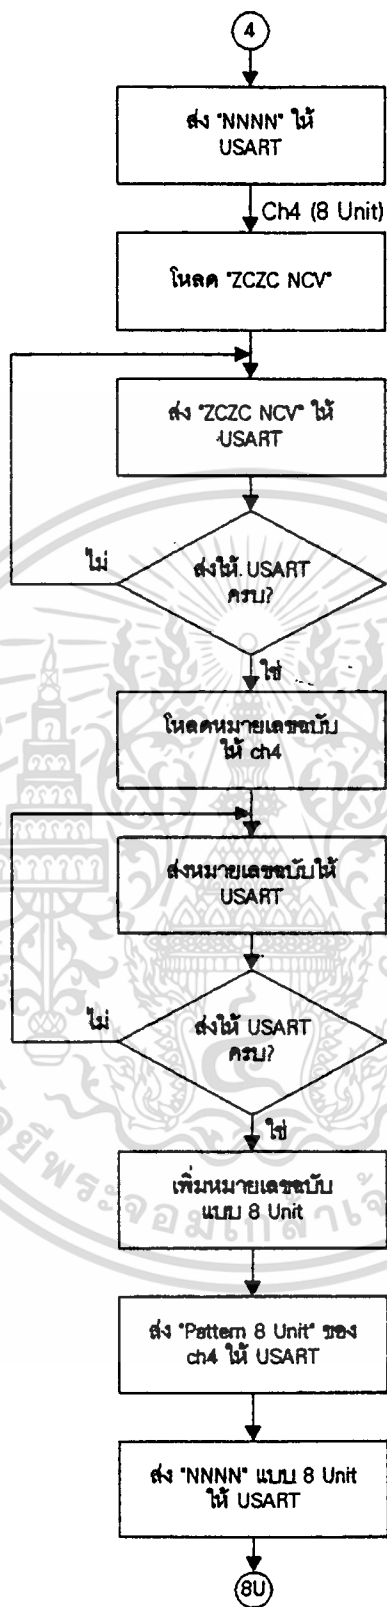 4
ส่ง "NNNN" ให้
USART
Ch4 (8 Unit)
โหลด "ZCZC NCV"
ส่ง "ZCZC NCV" ให้
USART
ไม่
ส่งให้ USART
ครบ?
ใช่
โหลดหมายเลขฉบับ
ให้ ch4
ส่งหมายเลขฉบับให้
USART
ไม่
ส่งให้ USART
ครบ?
ใช่
เพิ่มหมายเลขฉบับ
แบบ 8 Unit
ส่ง "Pattern 8 Unit" ของ
ch4 ให้ USART
ส่ง "NNNN" แบบ 8 Unit
ให้ USART
8U